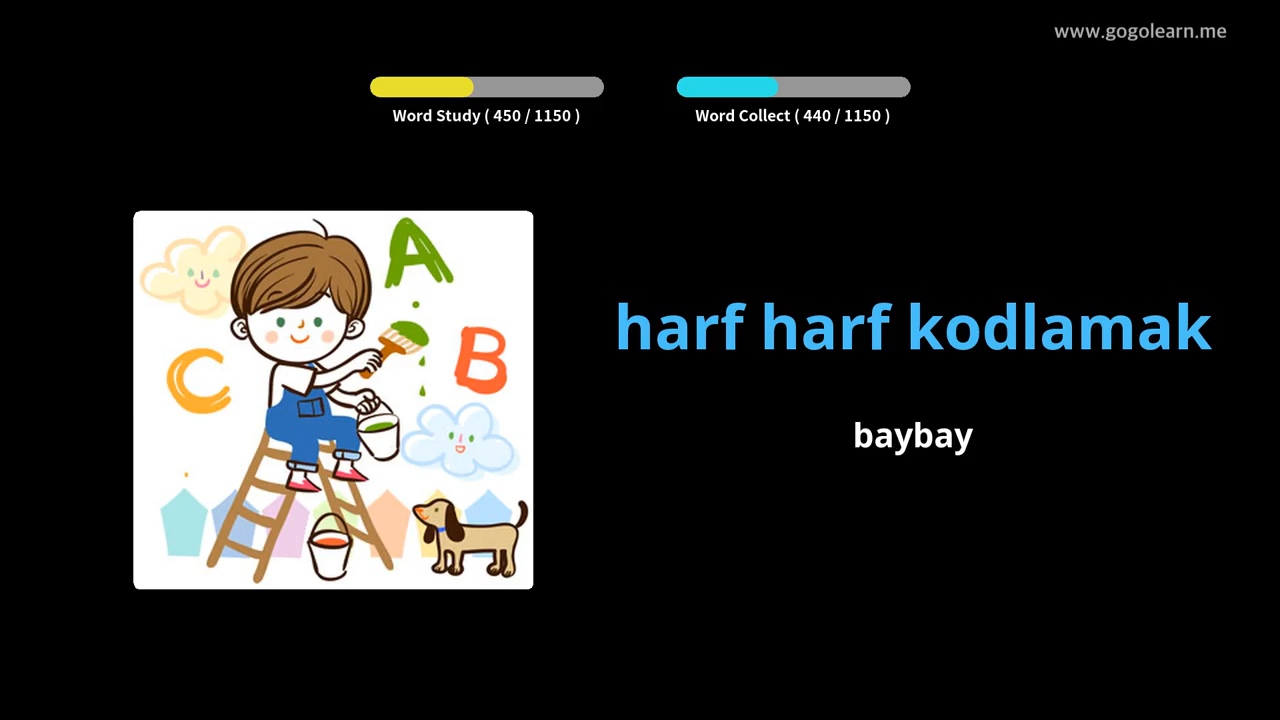 www.gogolearn.me
Word Study ( 450 / 1150 )
Word Collect ( 440 / 1150 )
A
B
C
harf harf kodlamak
baybay